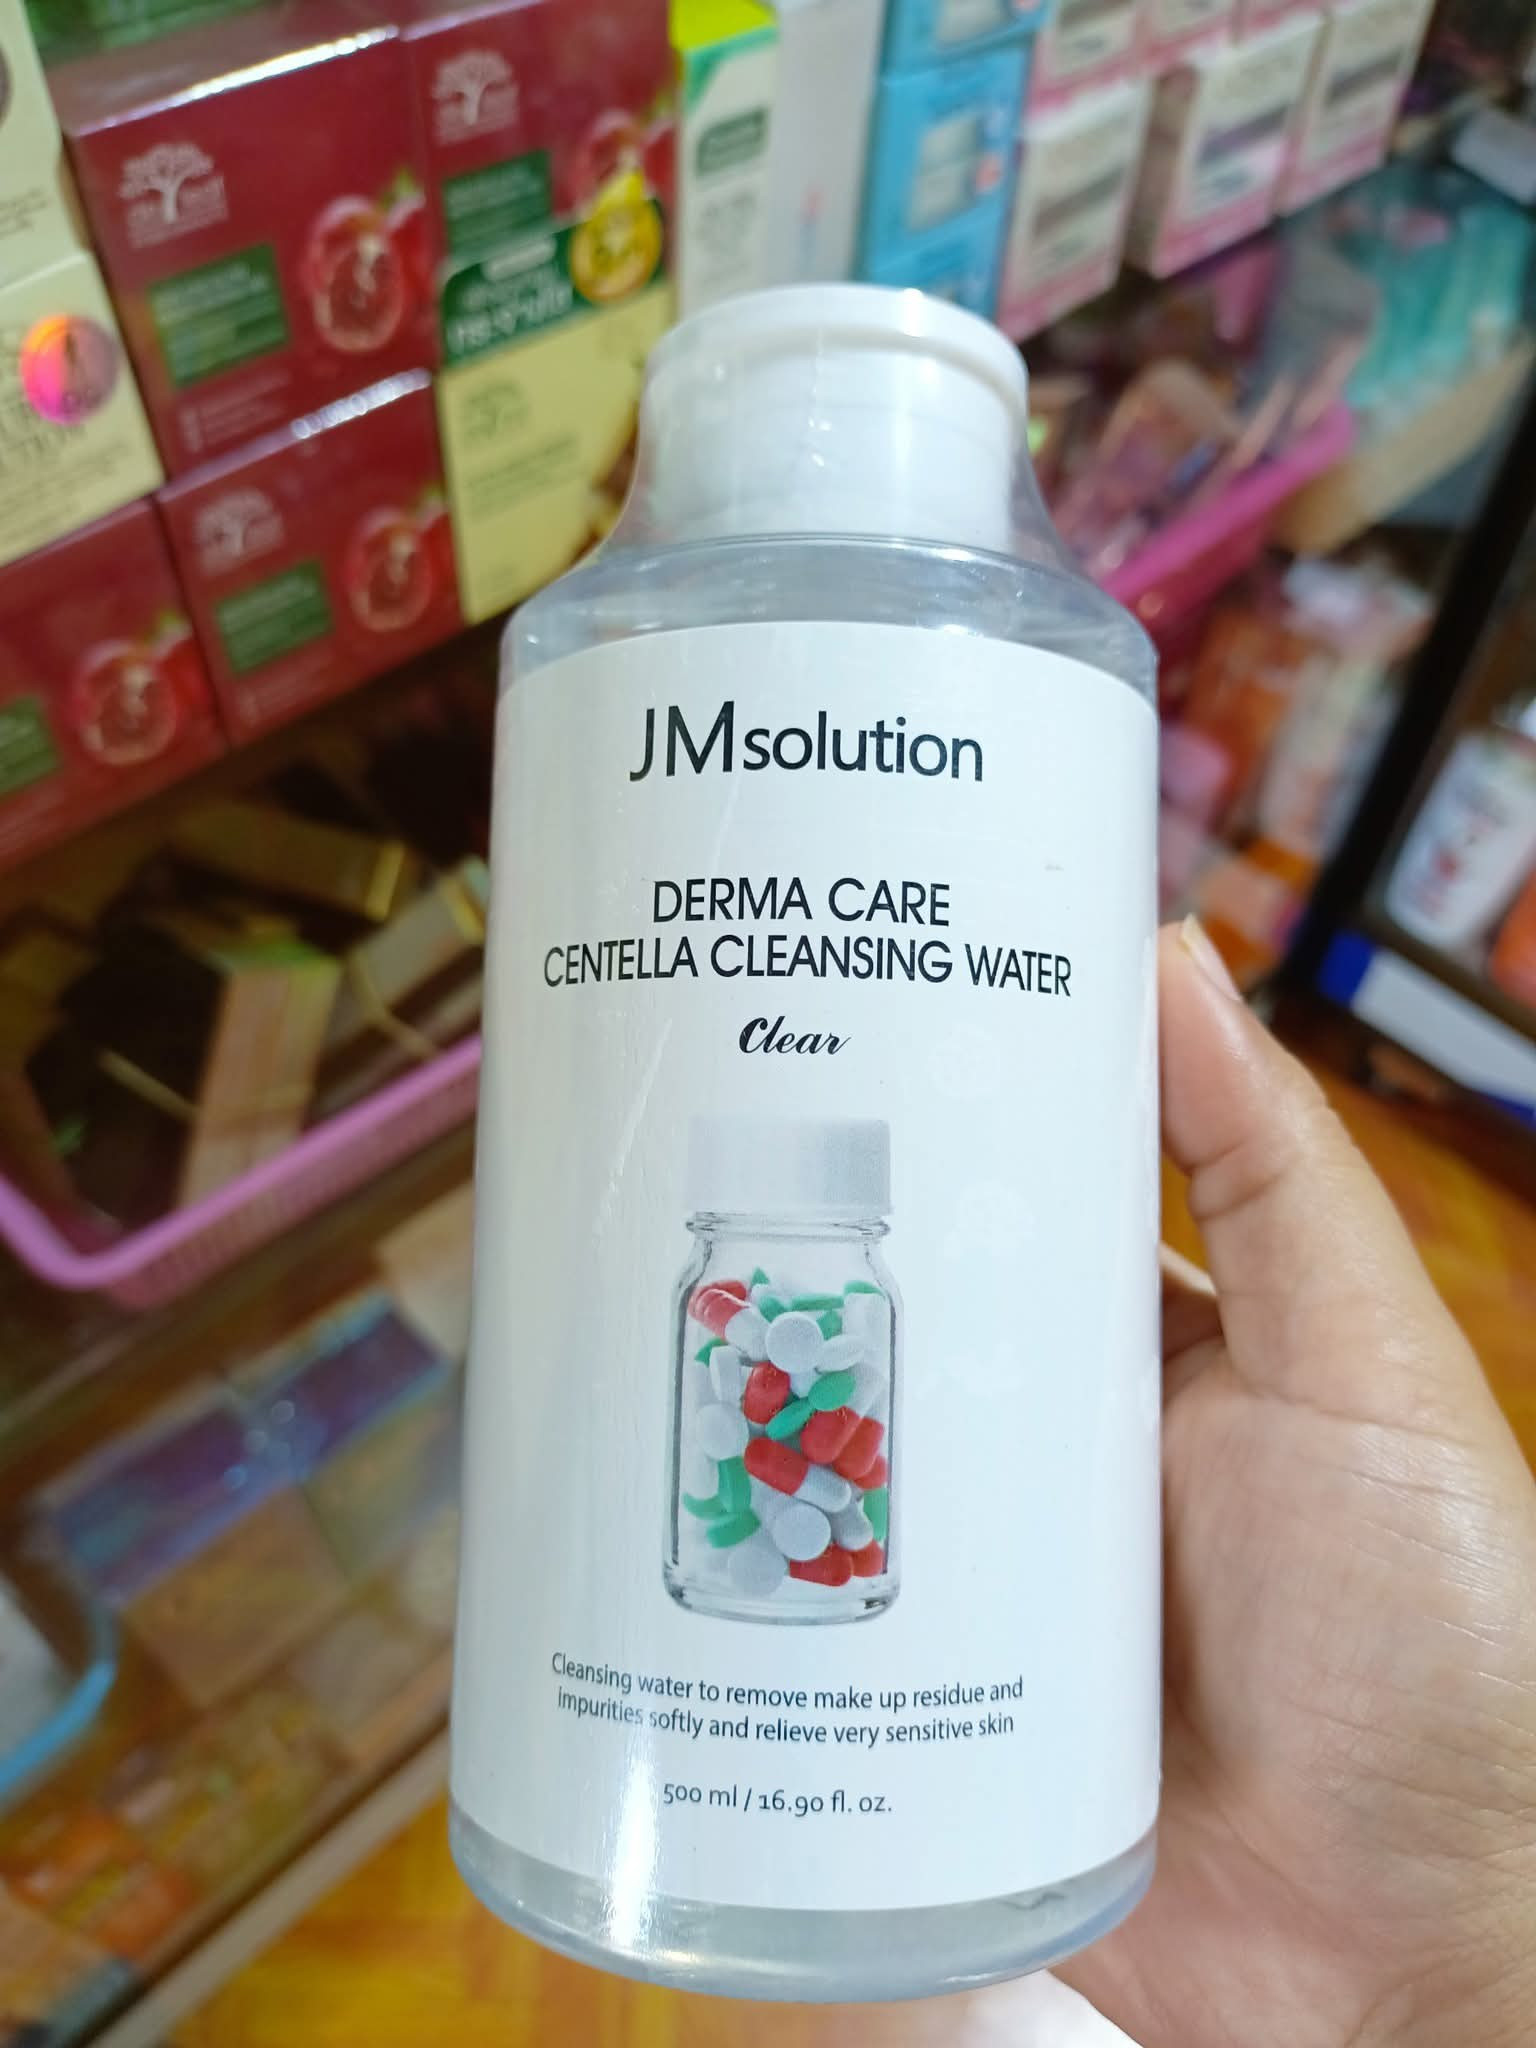 JMsolution
DERMA CARE
CENTELLA CLEANSING WATER
Clear
Cleansing water to remove make up residue and
impurities softly and relieve very sensitive skin
500 ml / 16.90 fl. oz.